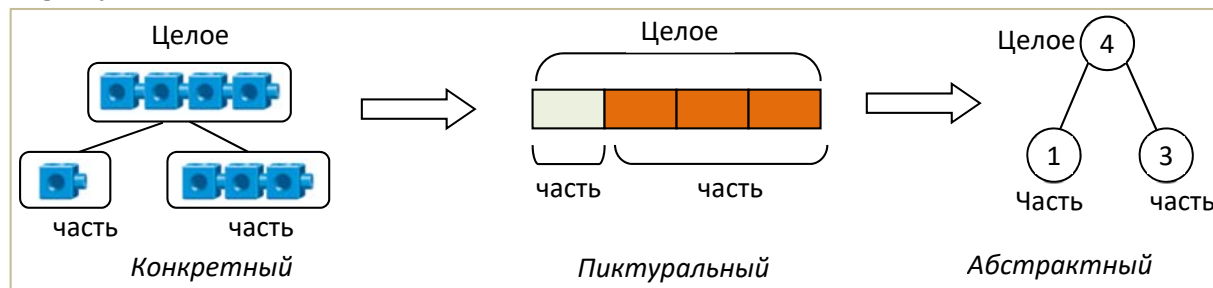 Целое
часть
часть
Конкретный
Целое
часть
часть
Пиктуральный
Целое
4
1
3
Часть
часть
Абстрактный